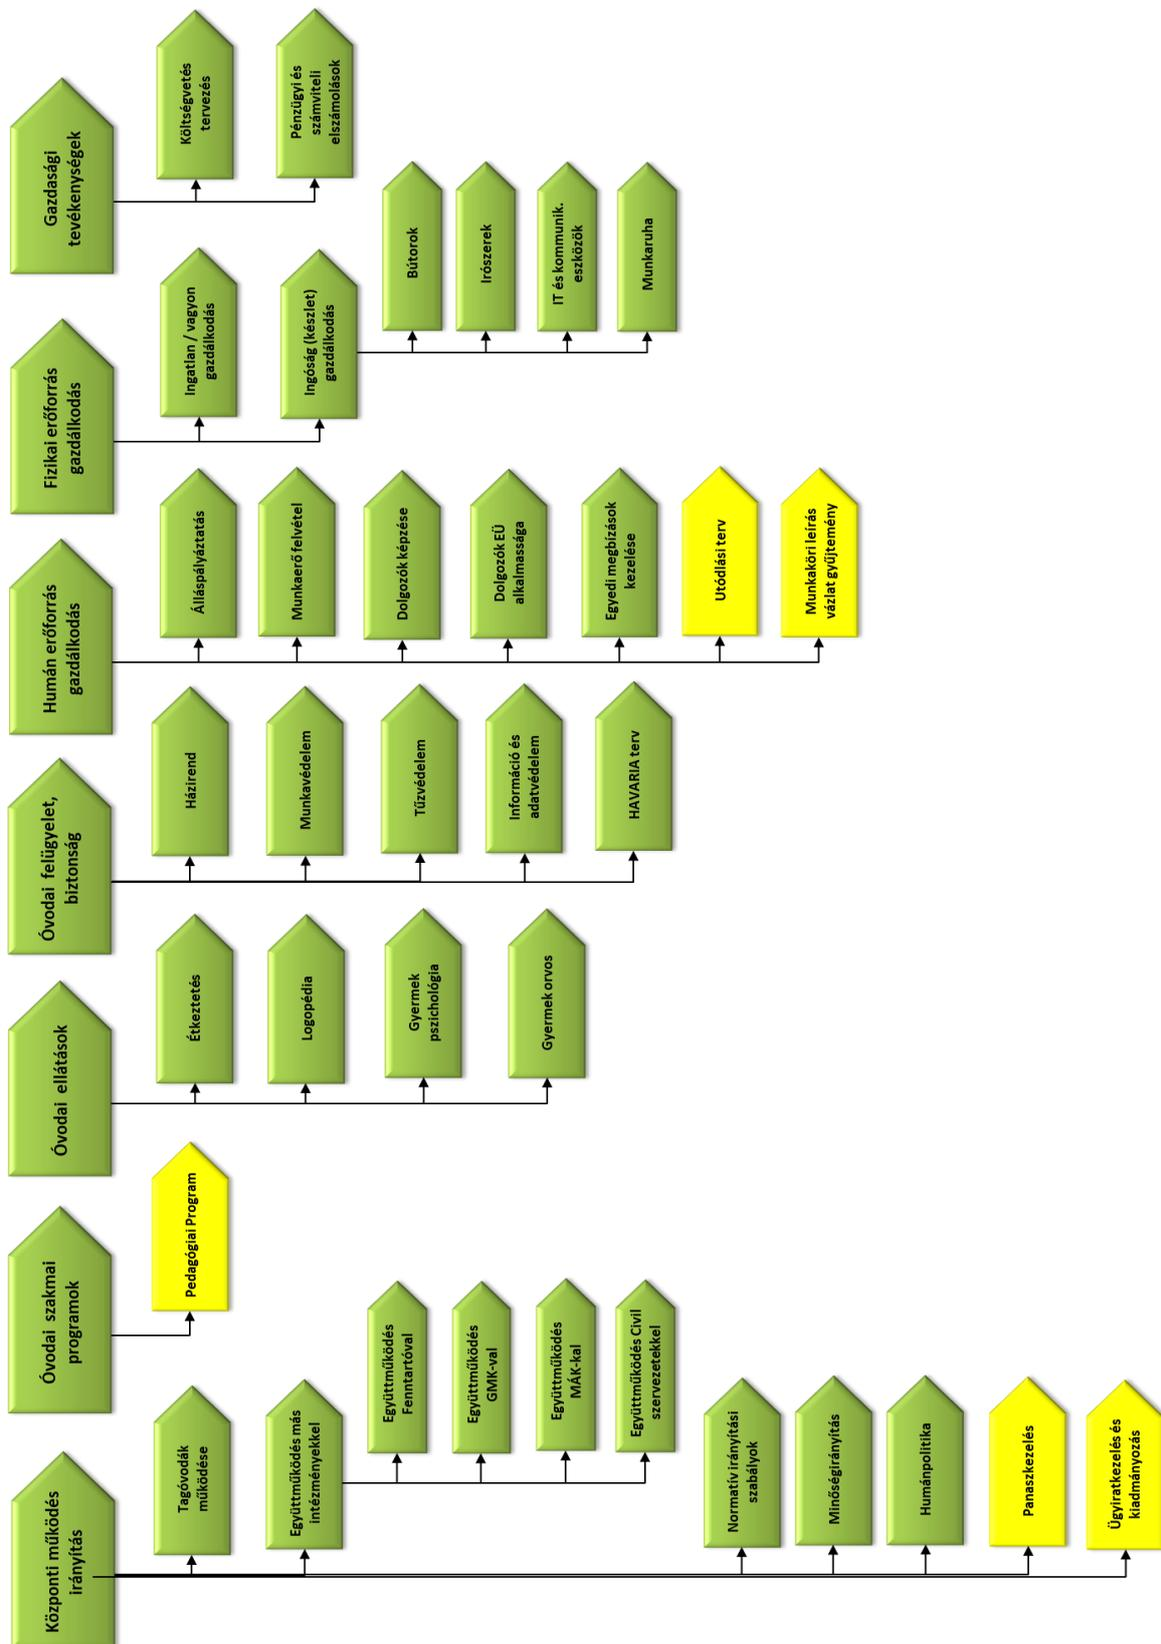 Központi működés
irányítás
Tagóvodák
működése
Együttműködés más
intézményekkel
Együttműködés
Fenntartóval
Együttműködés
GMK-val
Együttműködés
MÁK-kal
Együttműködés Civil
szervezetekkel
Normatív irányítási
szabályok
Minőségirányítás
Humánpolitika
Panaszkezelés
Ügyiratkezelés és
kiadmányozás
Óvodai szakmai
programok
Pedagógiai Program
Óvodai ellátások
Étkeztetés
Logopédia
Gyermek
pszichológia
Gyermek orvos
Óvodai felügyelet,
biztonság
Házirend
Munkavédelem
Tűzvédelem
Információ és
adatvédelem
HAVARIA terv
Humán erőforrás
gazdálkodás
Álláspályáztatás
Munkaerő felvétel
Dolgozók képzése
Dolgozók EÜ
alkalmassága
Egyedi megbízások
kezelése
Utódlási terv
Munkaköri leírás
vázlat gyűjtemény
Fizikai erőforrás
gazdálkodás
Ingatlan / vagyon
gazdálkodás
Ingóság (készlet)
gazdálkodás
Bútorok
Irószerek
IT és kommunik.
eszközök
Munkaruha
Gazdasági
tevékenységek
Költségvetés
tervezés
Pénzügyi és
számviteli
elszámolások